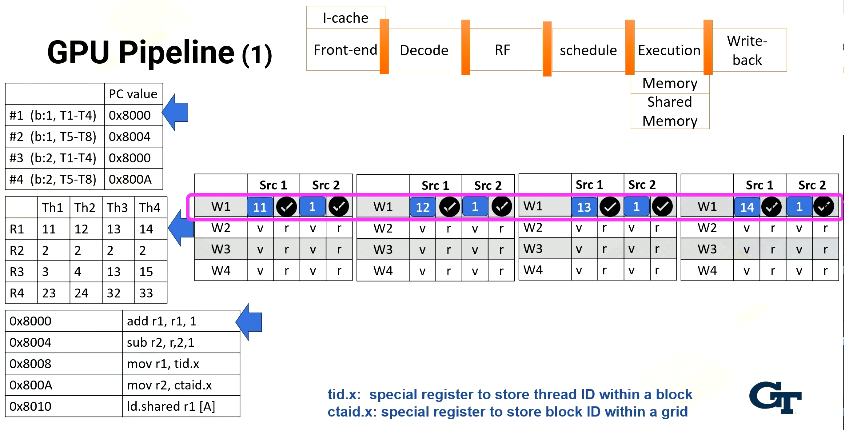 I-cache
GPU Pipeline (1)
Front-end Decode RF schedule Execution Write-back
Memory
Shared Memory
PC value
#1 (b:1, T1-T4) 0x8000
#2 (b:1, T5-T8) 0x8004
#3 (b:2, T1-T4) 0x8000
#4 (b:2, T5-T8) 0x800A
Th1 Th2 Th3 Th4
R1 11 12 13 14
R2 2 2 2 2
R3 3 4 13 15
R4 23 24 32 33
Src 1 Src 2
W1 11 1
W2 v r v r
W3 v r v r
W4 v r v r
Src 1 Src 2
W1 12 1
W2 v r v r
W3 v r v r
W4 v r v r
Src 1 Src 2
W1 13 1
W2 v r v r
W3 v r v r
W4 v r v r
Src 1 Src 2
W1 14 1
W2 v r v r
W3 v r v r
W4 v r v r
0x8000 add r1, r1, 1
0x8004 sub r2, r,2,1
0x8008 mov r1, tid.x
0x800A mov r2, ctaid.x
0x8010 ld.shared r1 [A]
tid.x: special register to store thread ID within a block
ctaid.x: special register to store block ID within a grid
GT